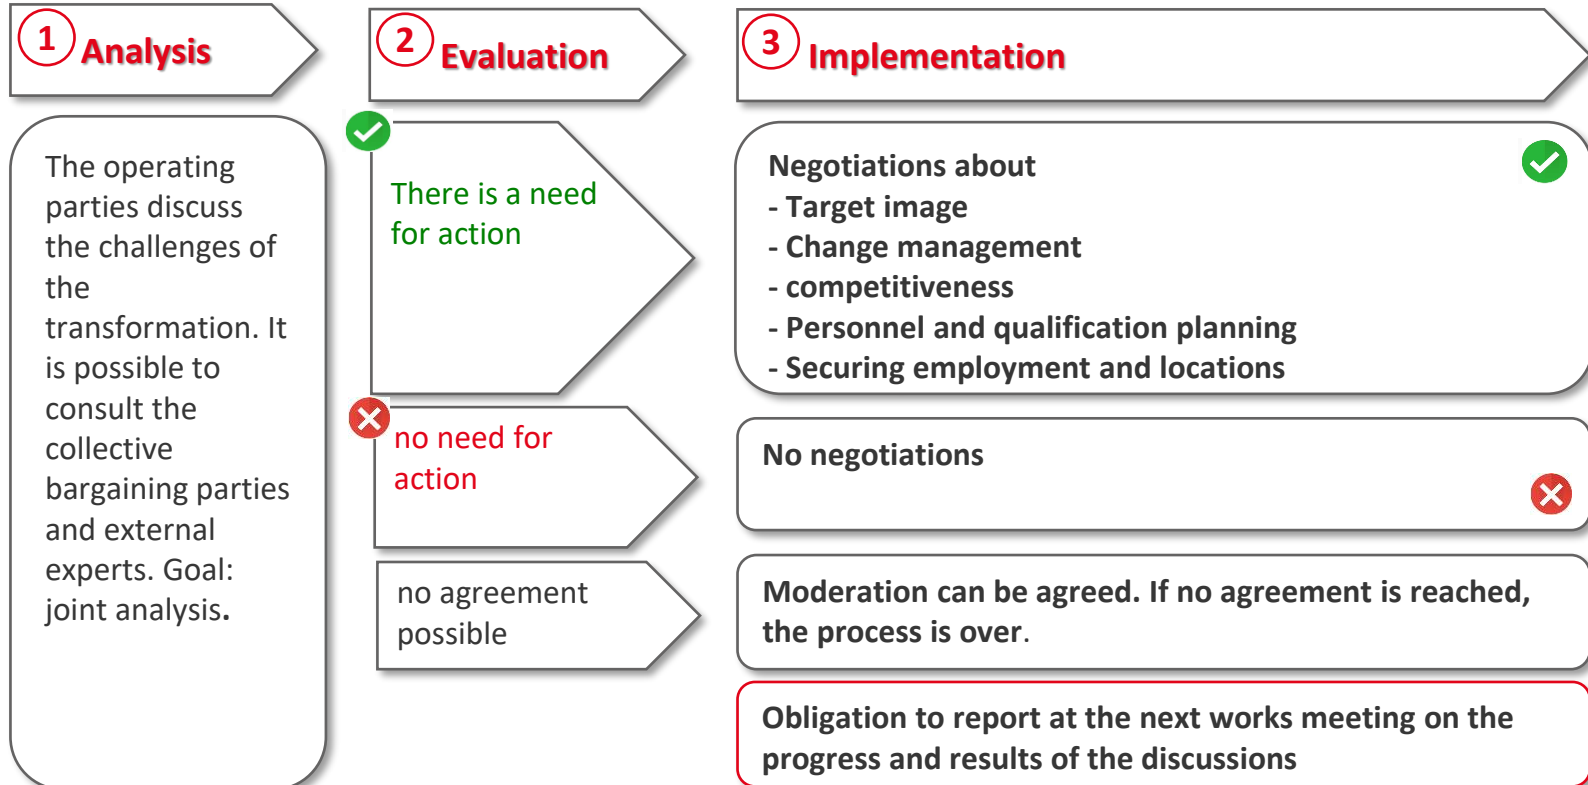 1 Analysis
The operating
parties discuss
the challenges of
the
transformation. It
is possible to
consult the
collective
bargaining parties
and external
experts. Goal:
joint analysis.
2 Evaluation
There is a need
for action
no need for
action
no agreement
possible
3 Implementation
Negotiations about
- Target image
- Change management
- competitiveness
- Personnel and qualification planning
- Securing employment and locations
No negotiations
Moderation can be agreed. If no agreement is reached,
the process is over.
Obligation to report at the next works meeting on the
progress and results of the discussions